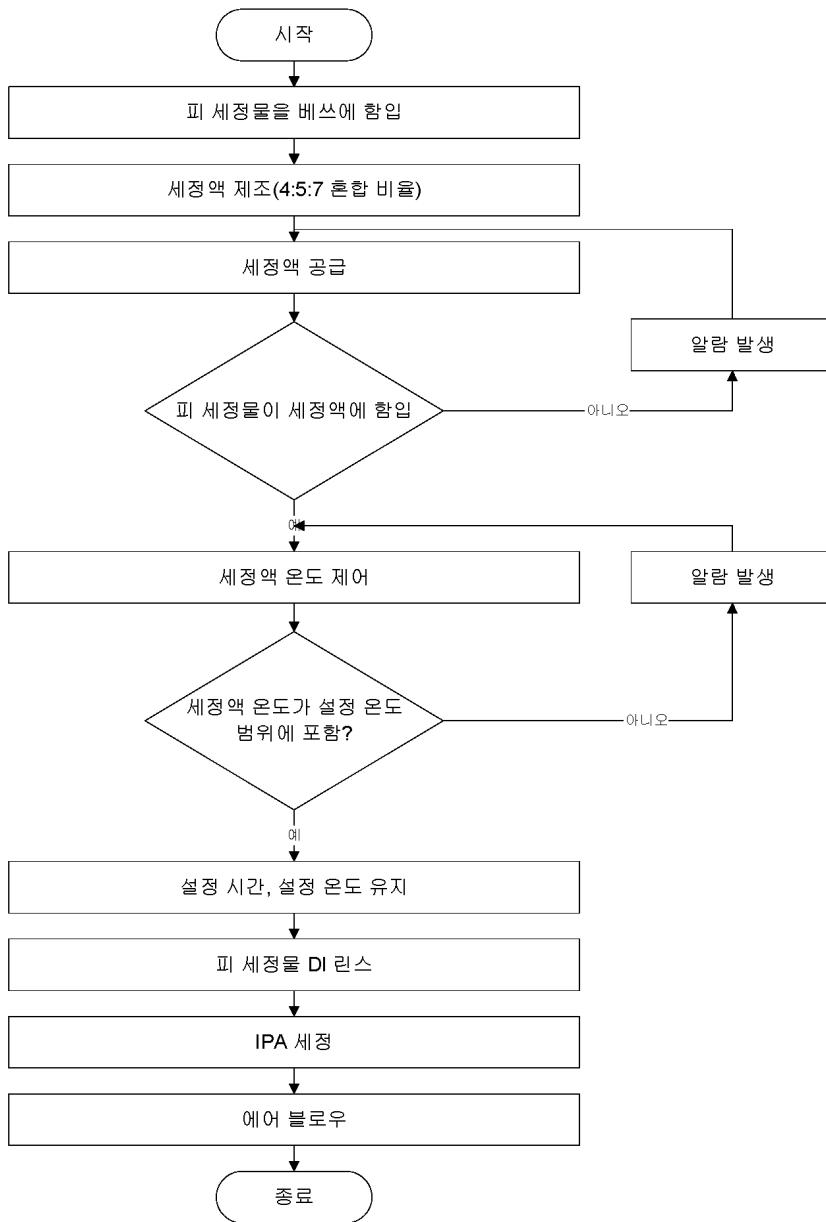 시작
피 세정물을 베쓰에 함입
세정액 제조(4:5:7 혼합 비율)
세정액 공급
알람 발생
피 세정물이 세정액에 함입
아니오
예
세정액 온도 제어
알람 발생
세정액 온도가 설정 온도
범위에 포함?
아니오
예
설정 시간, 설정 온도 유지
피 세정물 DI 린스
IPA 세정
에어 블로우
종료